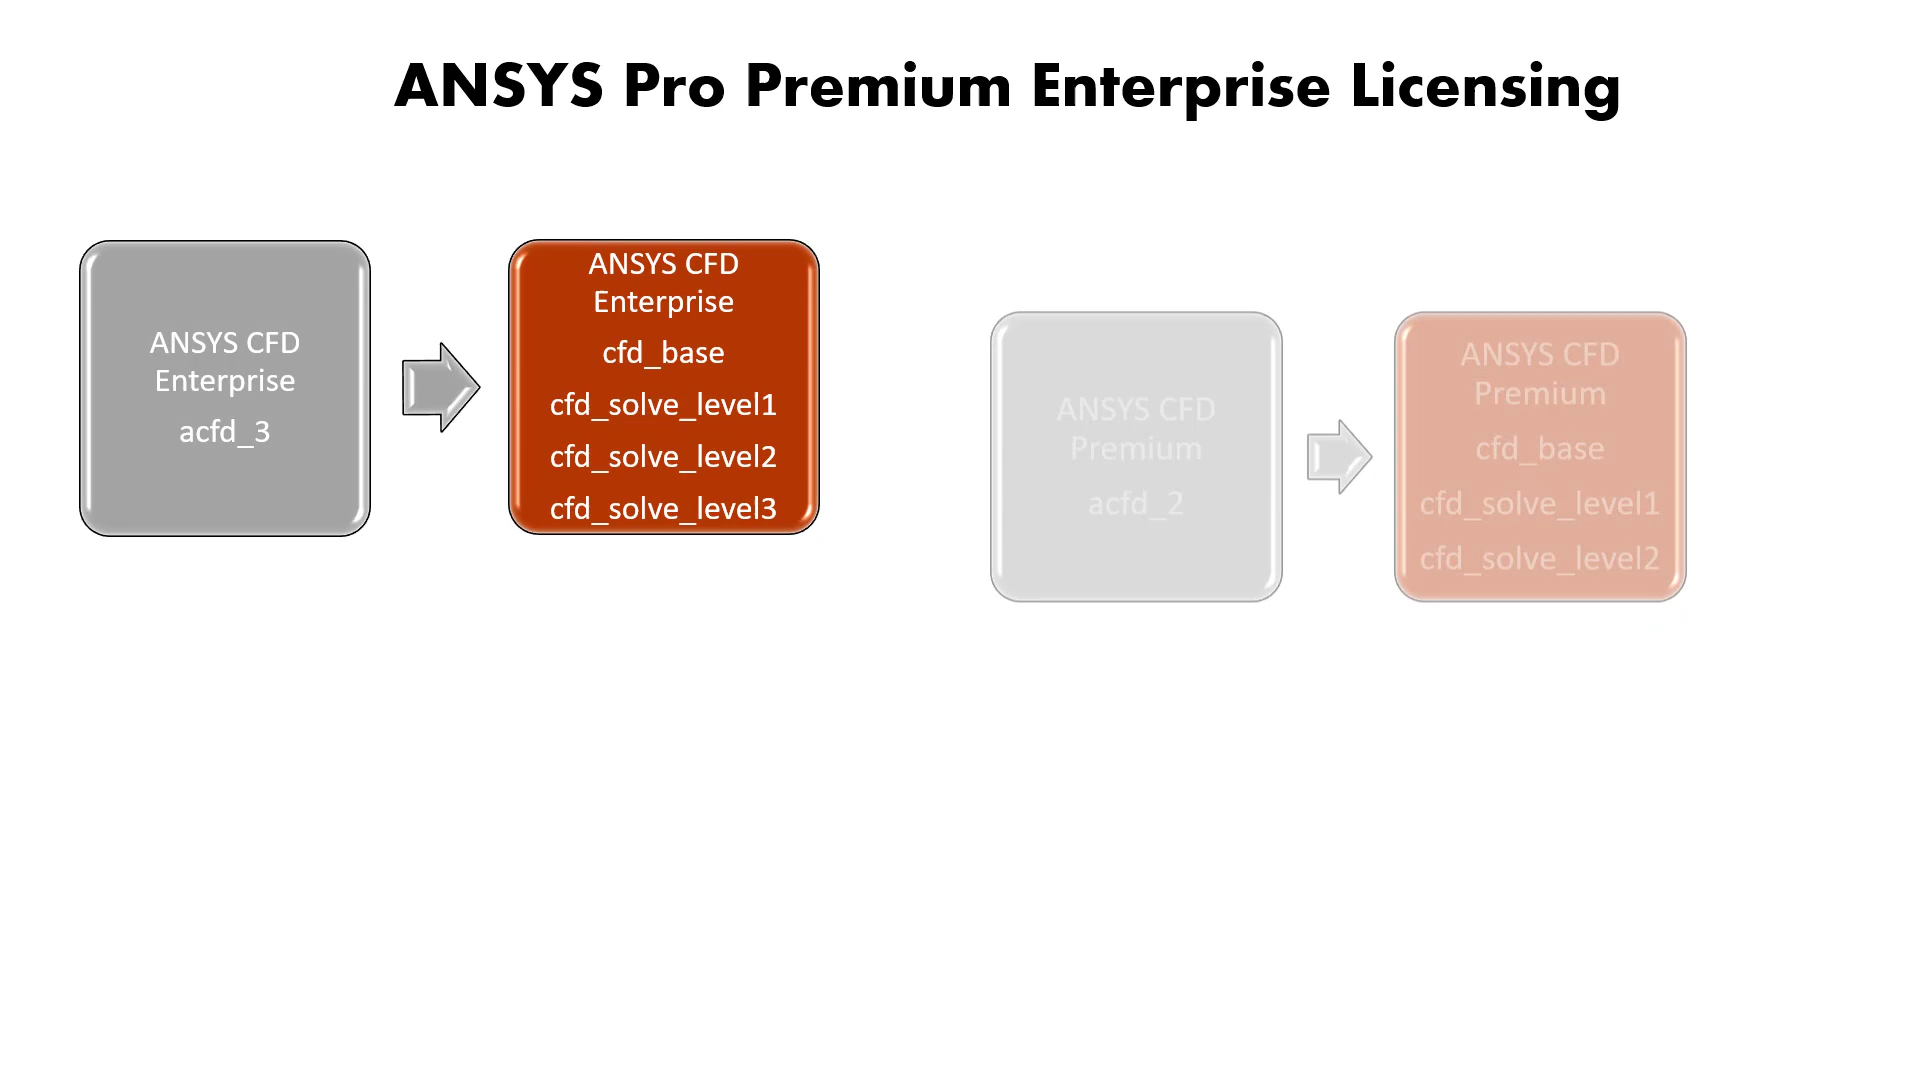 ANSYS Pro Premium Enterprise Licensing
ANSYS CFD
Enterprise
acfd_3
ANSYS CFD
Enterprise
cfd_base
cfd_solve_level1
cfd_solve_level2
cfd_solve_level3
ANSYS CFD
Premium
acfd_2
ANSYS CFD
Premium
cfd_base
cfd_solve_level1
cfd_solve_level2